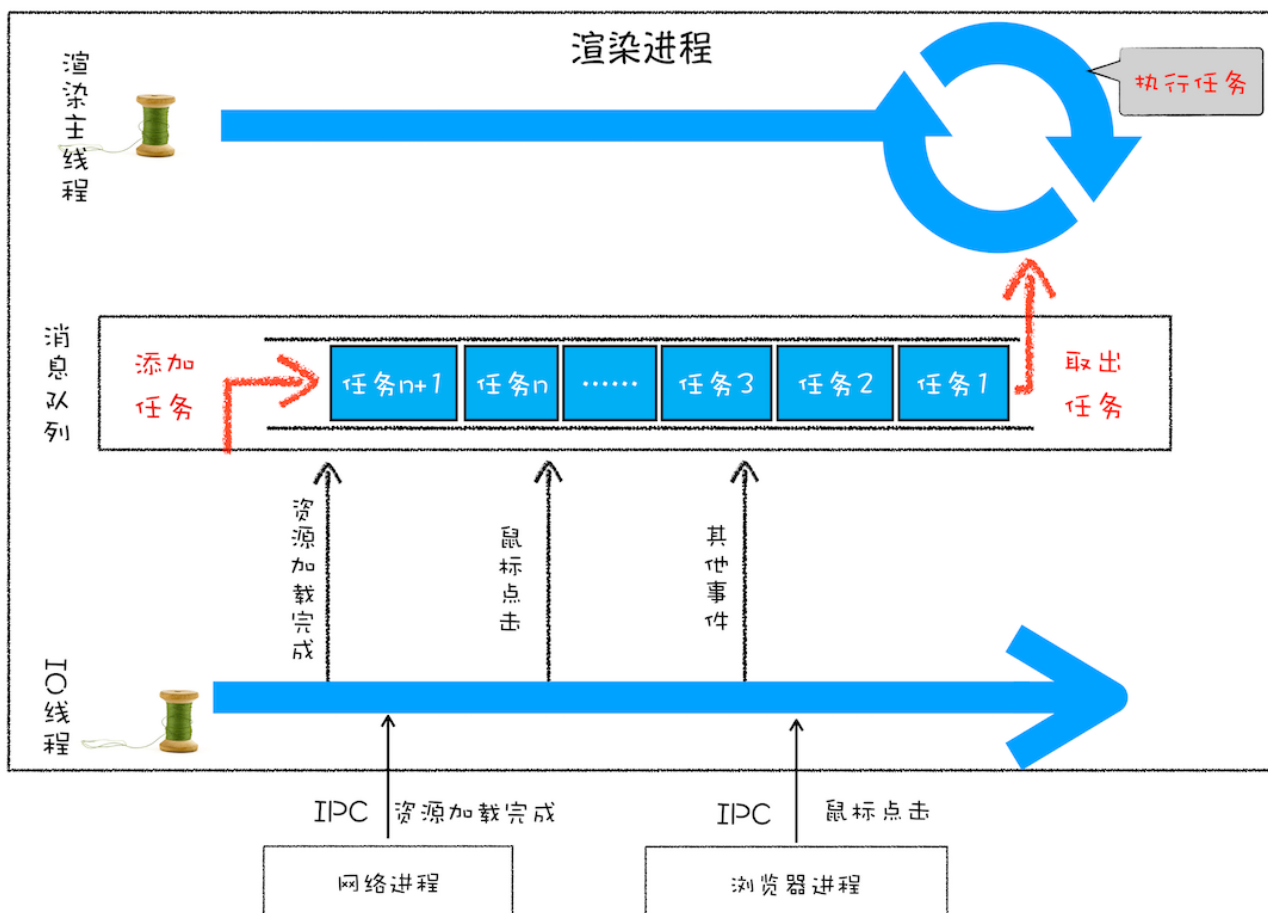 渲染进程
渲染主线程
执行任务
消息队列
添加
任务
任务n+1
任务n
……
任务3
任务2
任务1
取出
任务
资源加载完成
鼠标点击
其他事件
IO线程
IPC
资源加载完成
IPC
鼠标点击
网络进程
浏览器进程